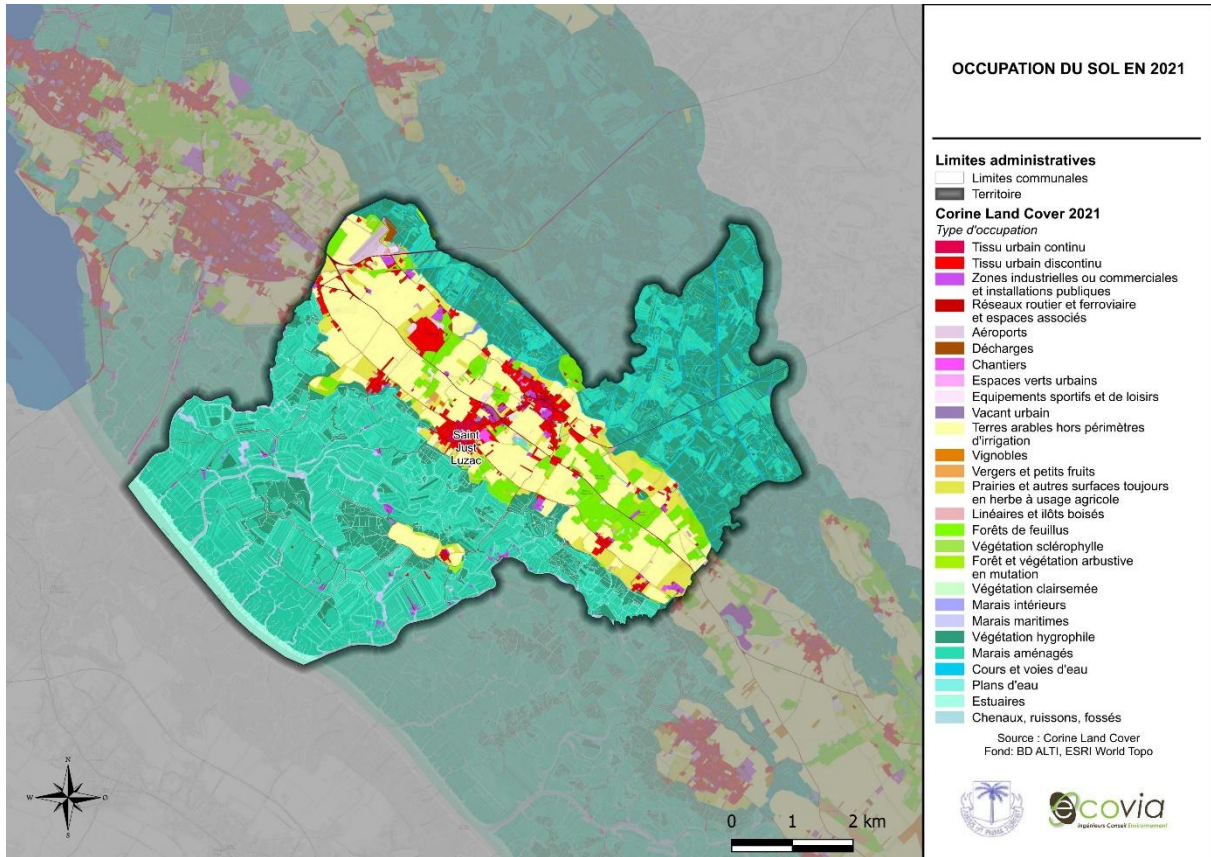 OCCUPATION DU SOL EN 2021
Limites administratives
Limites communales
Territoire
Corine Land Cover 2021
Type d'occupation
Tissu urbain continu
Tissu urbain discontinu
Zones industrielles ou commerciales
et installations publiques
Réseaux routier et ferroviaire
et espaces associés
Aéroports
Décharges
Chantiers
Espaces verts urbains
Equipements sportifs et de loisirs
Vacant urbain
Terres arables hors périmètres
d'irrigation
Vignobles
Vergers et petits fruits
Prairies et autres surfaces toujours
en herbe à usage agricole
Linéaires et ilôts boisés
Forêts de feuillus
Végétation sclérophylle
Forêt et végétation arbustive
en mutation
Végétation clairsemée
Marais intérieurs
Marais maritimes
Végétation hygrophile
Marais aménagés
Cours et voies d'eau
Plans d'eau
Estuaires
Chenaux, ruissons, fossés
Source : Corine Land Cover
Fond: BD ALTI, ESRI World Topo
ecovia
Ingénieurs Conseil Environnement
Saint
Just
Luzac
N
W
O
S
0 1 2 km